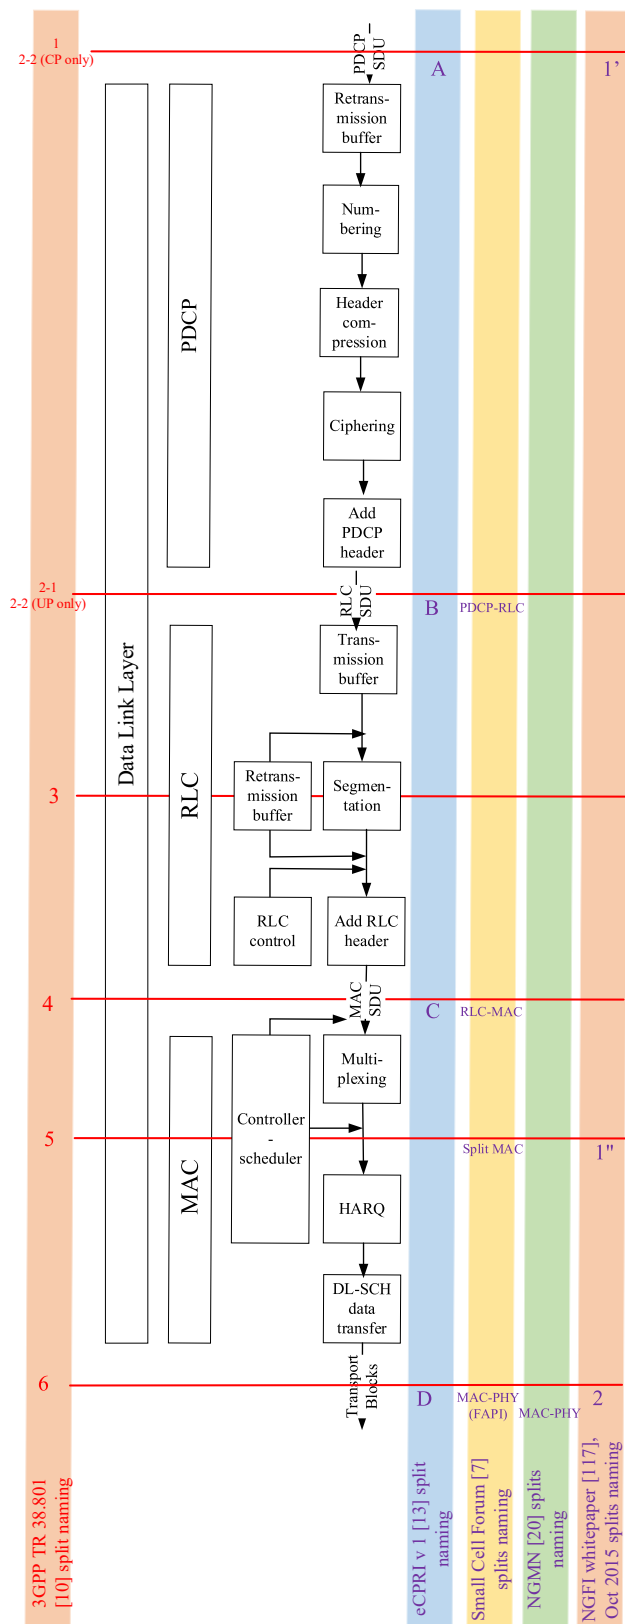 1
2-2 (CP only)
PDCP
SDU
A
1’
Retrans-
mission
buffer
Num-
bering
Header
com-
pression
Ciphering
Add
PDCP
header
PDCP
Data Link Layer
2-1
2-2 (UP only)
RLC
SDU
B
PDCP-RLC
Trans-
mission
buffer
RLC
3
Retrans-
mission
buffer
Segmen-
tation
RLC
control
Add RLC
header
4
MAC
SDU
C
RLC-MAC
Multi-
plexing
Controller
-
scheduler
5
Split MAC
1"
MAC
HARQ
DL-SCH
data
transfer
6
Transport
Blocks
D
MAC-PHY
(FAPI)
MAC-PHY
2
3GPP TR 38.801
[10] split naming
eCPRI v 1 [13] split
naming
Small Cell Forum [7]
splits naming
NGMN [20] splits
naming
NGFI whitepaper [117],
Oct 2015 splits naming